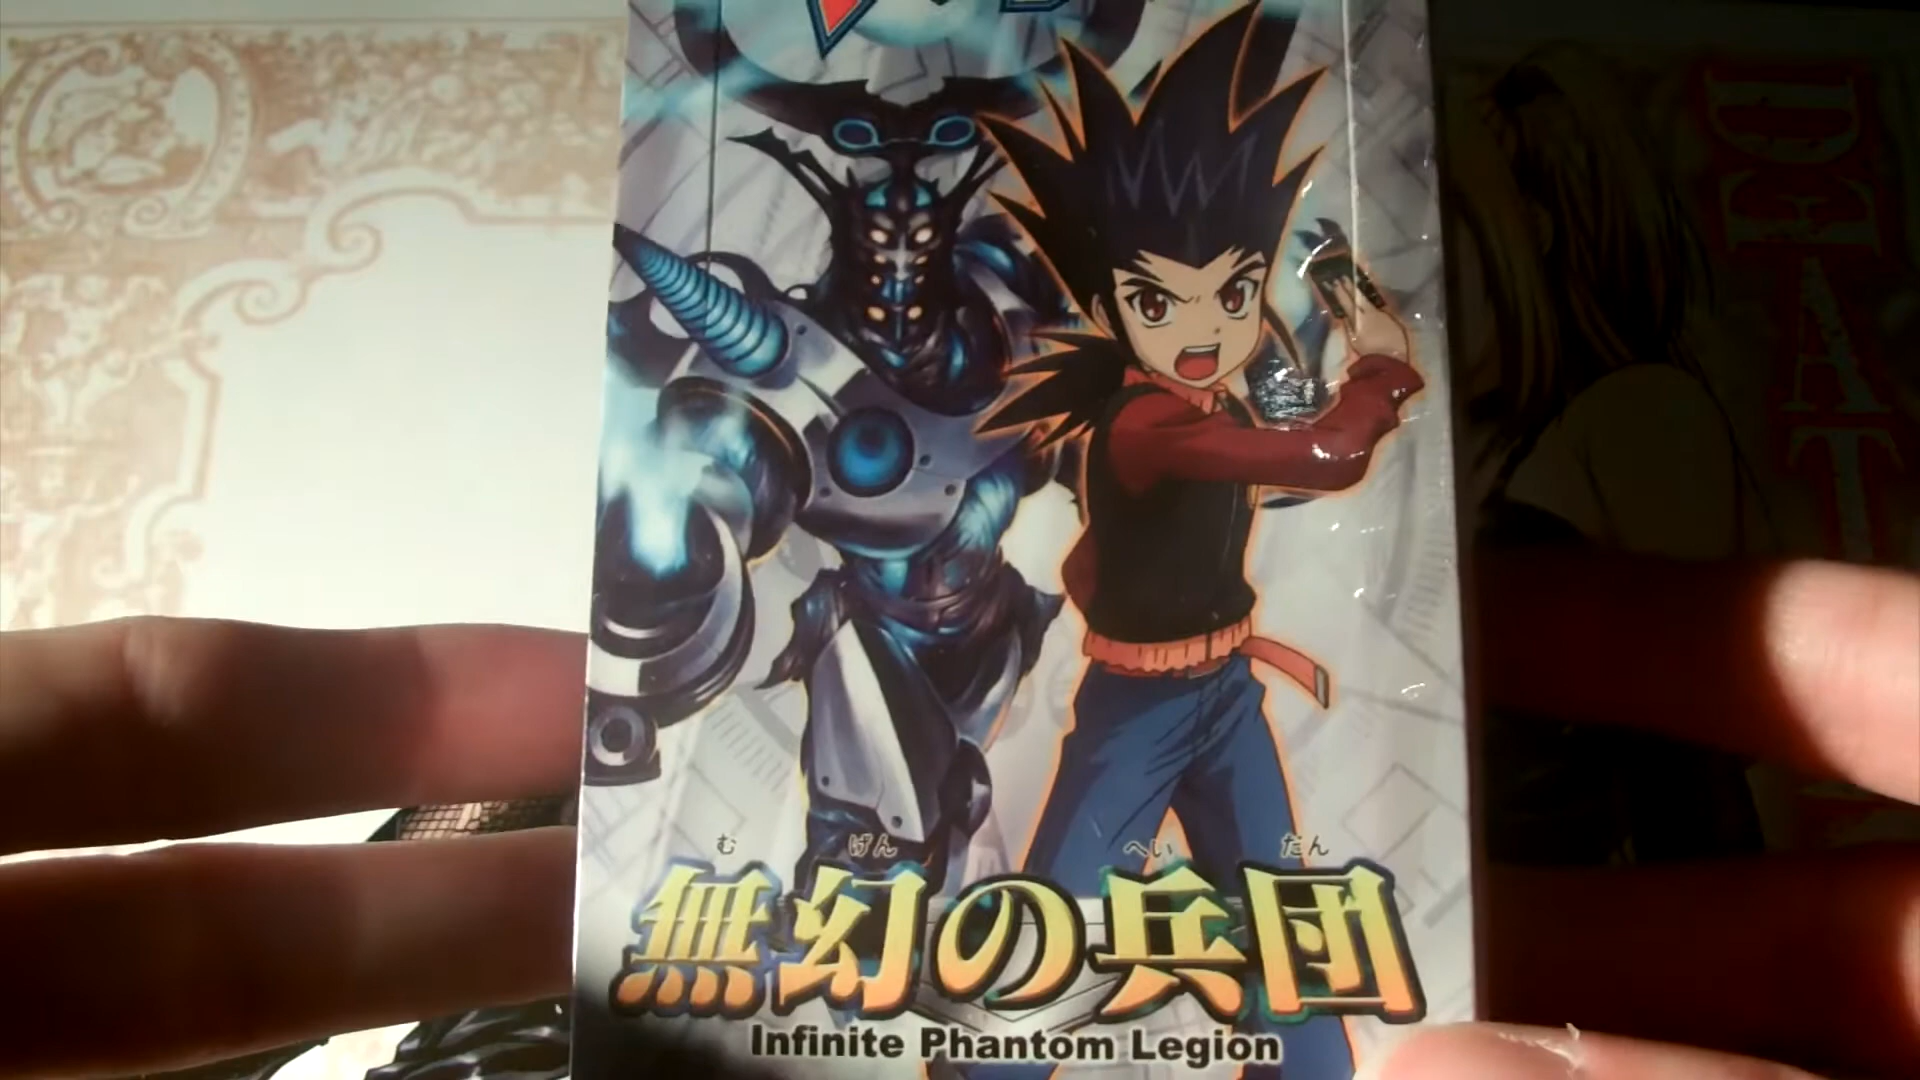 む げん へい だん
無幻の兵団
Infinite Phantom Legion